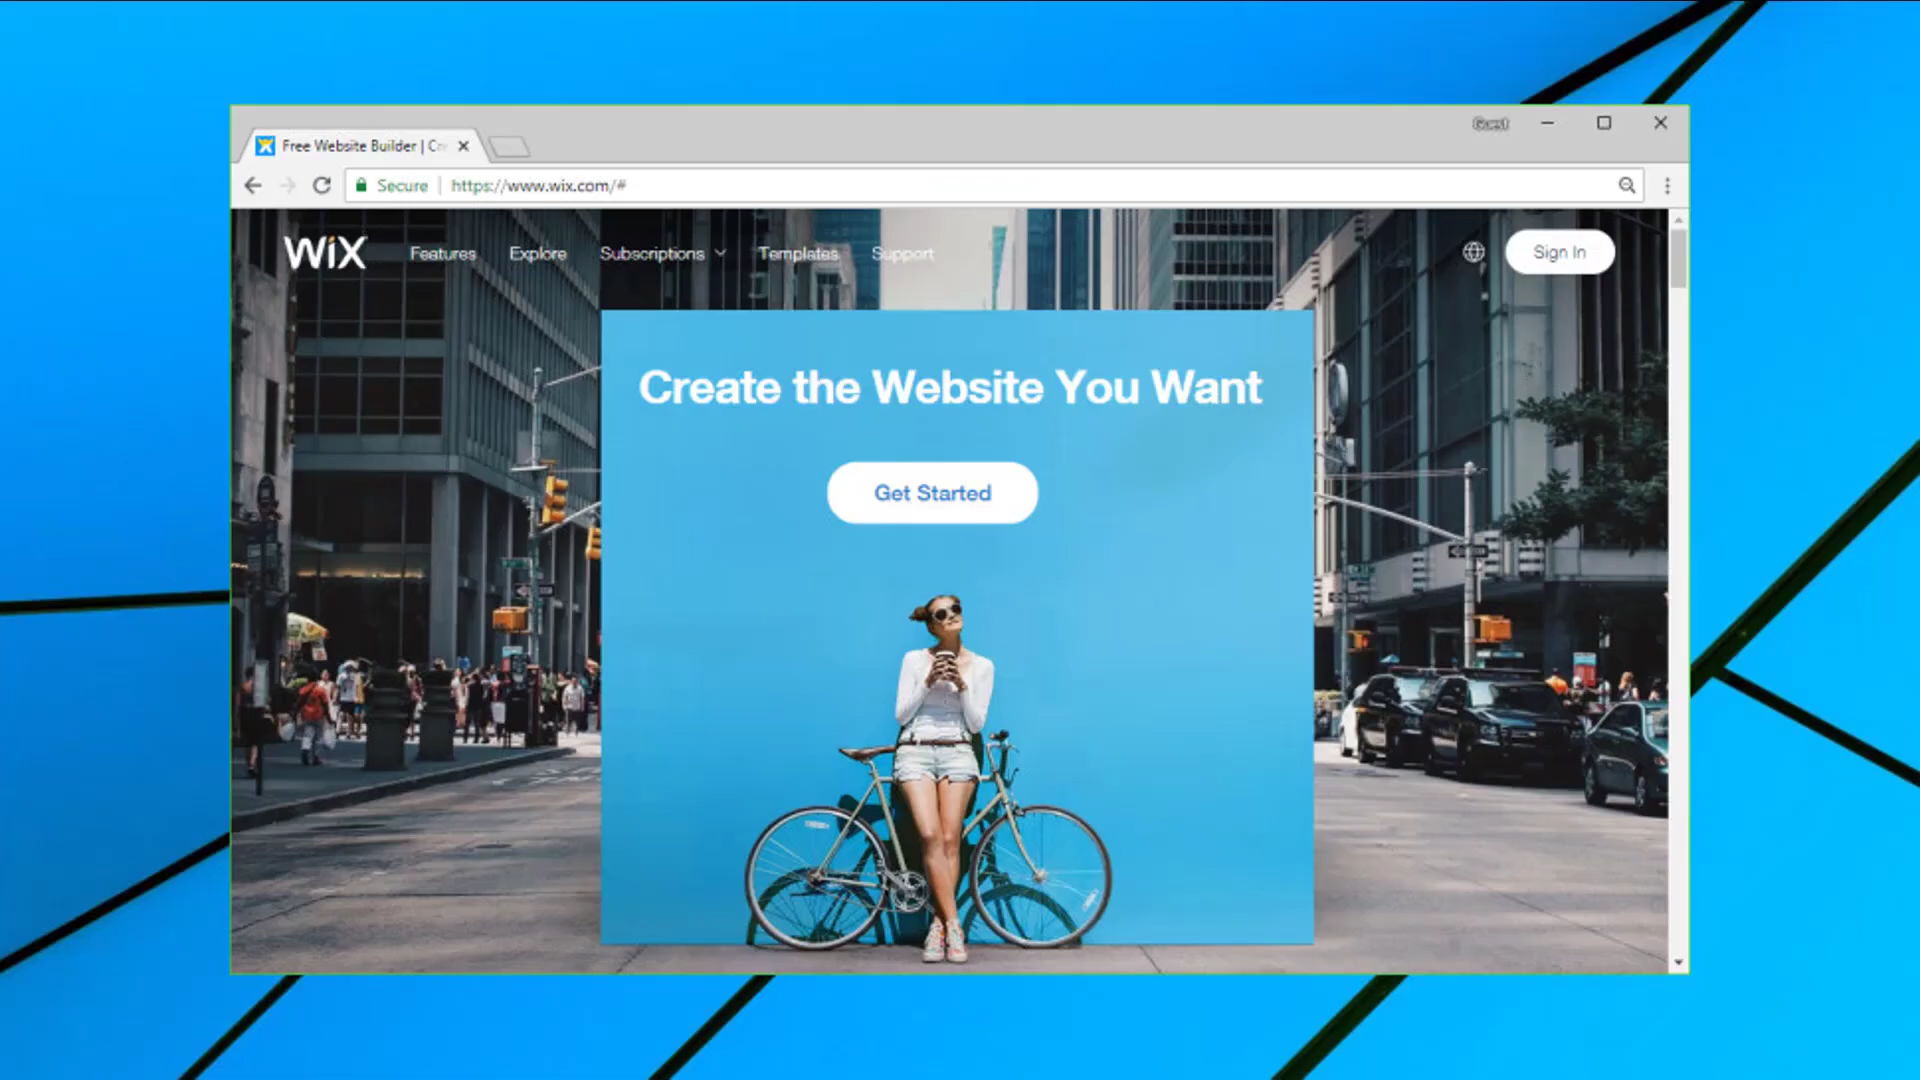 Guest
Free Website Builder | Cr
Secure
https://www.wix.com/#
WiX
Features
Explore
Subscriptions
Templates
Support
Sign In
Create the Website You Want
Get Started